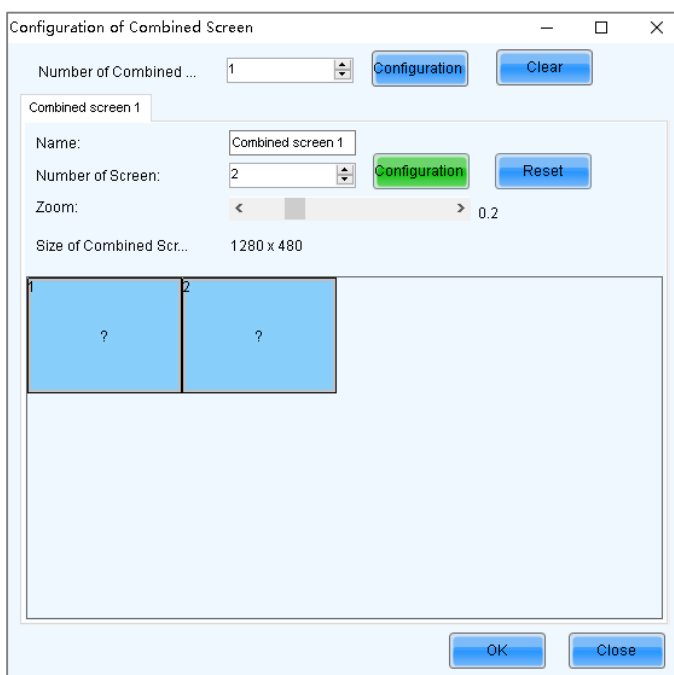 Configuration of Combined Screen
Number of Combined ... 1 Configuration Clear
Combined screen 1
Name: Combined screen 1
Number of Screen: 2 Configuration Reset
Zoom: 0.2
Size of Combined Scr... 1280 x 480
1 2
? ?
OK Close